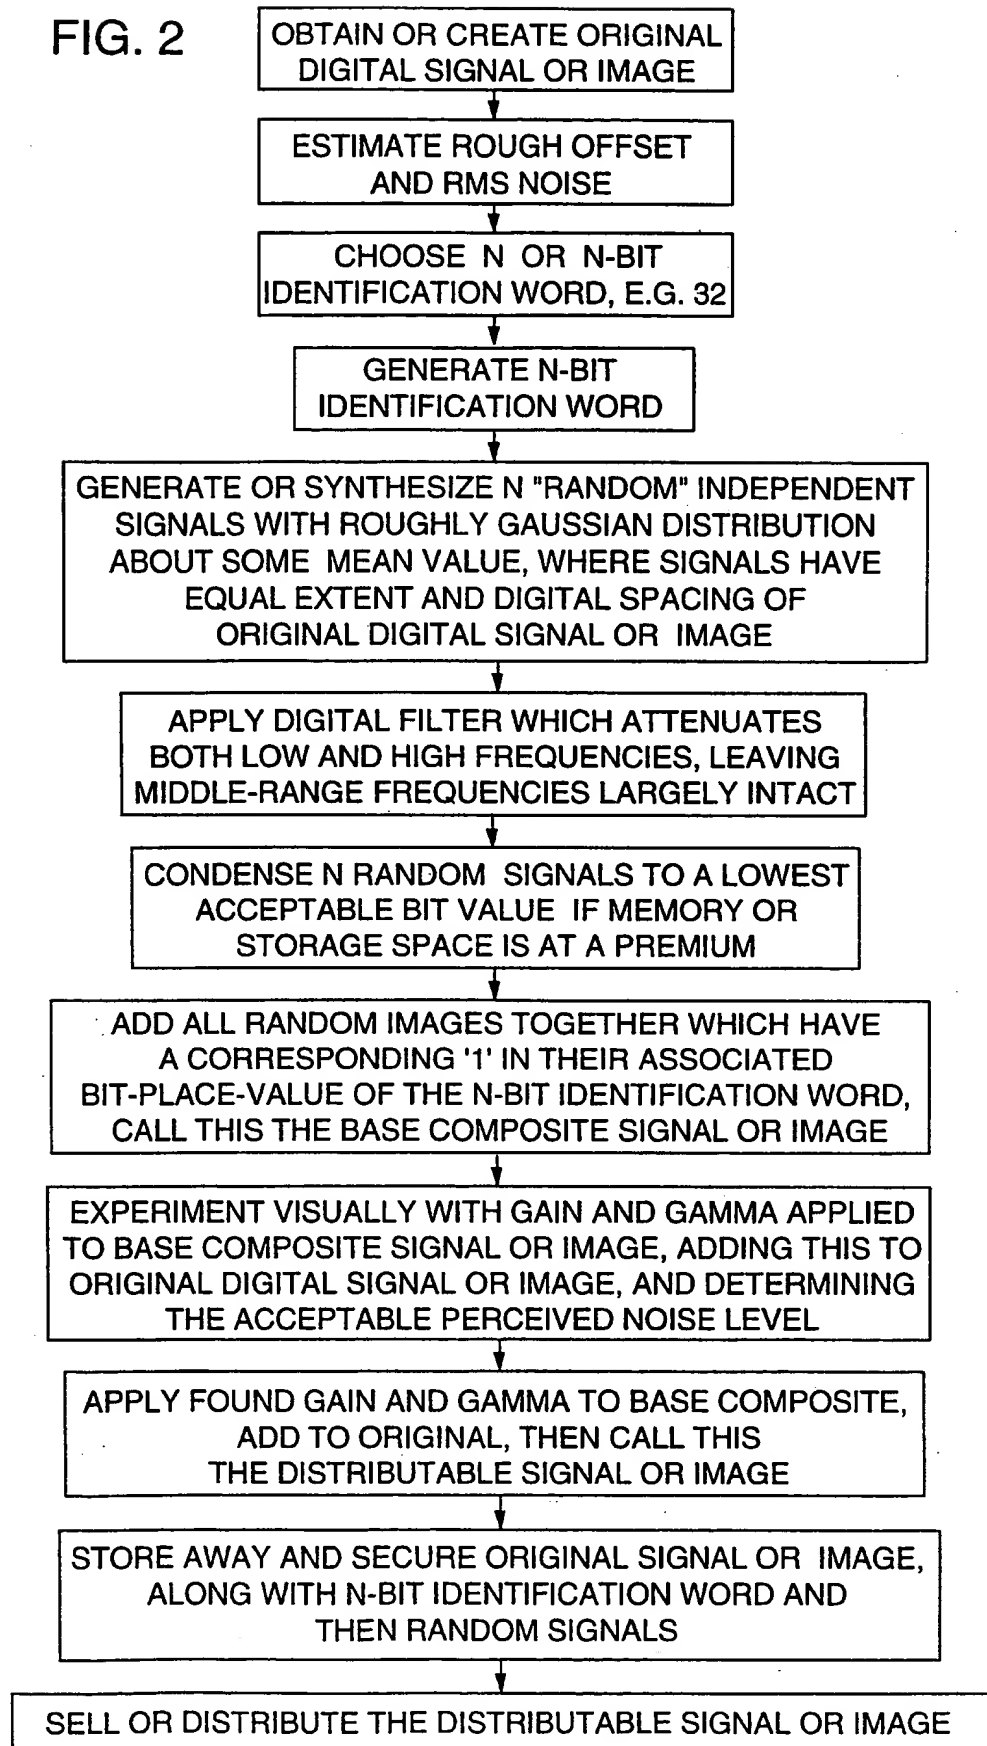 FIG. 2
OBTAIN OR CREATE ORIGINAL
DIGITAL SIGNAL OR IMAGE
ESTIMATE ROUGH OFFSET
AND RMS NOISE
CHOOSE N OR N-BIT
IDENTIFICATION WORD, E.G. 32
GENERATE N-BIT
IDENTIFICATION WORD
GENERATE OR SYNTHESIZE N "RANDOM" INDEPENDENT
SIGNALS WITH ROUGHLY GAUSSIAN DISTRIBUTION
ABOUT SOME MEAN VALUE, WHERE SIGNALS HAVE
EQUAL EXTENT AND DIGITAL SPACING OF
ORIGINAL DIGITAL SIGNAL OR IMAGE
APPLY DIGITAL FILTER WHICH ATTENUATES
BOTH LOW AND HIGH FREQUENCIES, LEAVING
MIDDLE-RANGE FREQUENCIES LARGELY INTACT
CONDENSE N RANDOM SIGNALS TO A LOWEST
ACCEPTABLE BIT VALUE IF MEMORY OR
STORAGE SPACE IS AT A PREMIUM
ADD ALL RANDOM IMAGES TOGETHER WHICH HAVE
A CORRESPONDING '1' IN THEIR ASSOCIATED
BIT-PLACE-VALUE OF THE N-BIT IDENTIFICATION WORD,
CALL THIS THE BASE COMPOSITE SIGNAL OR IMAGE
EXPERIMENT VISUALLY WITH GAIN AND GAMMA APPLIED
TO BASE COMPOSITE SIGNAL OR IMAGE, ADDING THIS TO
ORIGINAL DIGITAL SIGNAL OR IMAGE, AND DETERMINING
THE ACCEPTABLE PERCEIVED NOISE LEVEL
APPLY FOUND GAIN AND GAMMA TO BASE COMPOSITE,
ADD TO ORIGINAL, THEN CALL THIS
THE DISTRIBUTABLE SIGNAL OR IMAGE
STORE AWAY AND SECURE ORIGINAL SIGNAL OR IMAGE,
ALONG WITH N-BIT IDENTIFICATION WORD AND
THEN RANDOM SIGNALS
SELL OR DISTRIBUTE THE DISTRIBUTABLE SIGNAL OR IMAGE